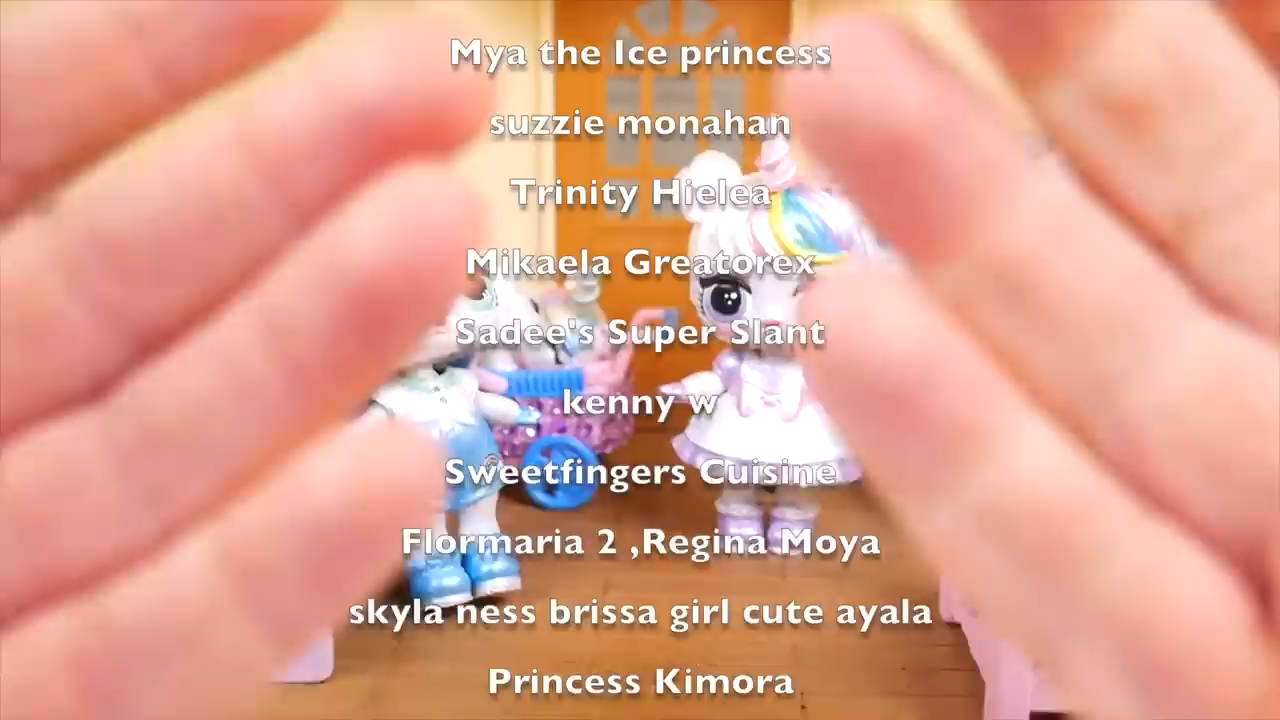 Mya the Ice princess
suzzie monahan
Trinity Hielea
Mikaela Greatorex
Sadee's Super Slant
kenny w
Sweetfingers Cuisine
Flormaria 2 ,Regina Moya
skyla ness brissa girl cute ayala
Princess Kimora